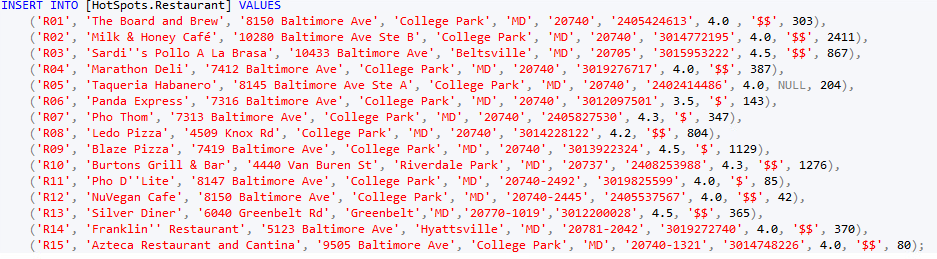 INSERT INTO [HotSpots.Restaurant] VALUES
('R01', 'The Board and Brew', '8150 Baltimore Ave', 'College Park', 'MD', '20740', '2405424613', 4.0 , '$$', 303),
('R02', 'Milk & Honey Café', '10280 Baltimore Ave Ste B', 'College Park', 'MD', '20740', '3014772195', 4.0, '$$', 2411),
('R03', 'Sardi''s Pollo A La Brasa', '10433 Baltimore Ave', 'Beltsville', 'MD', '20705', '3015953222', 4.5, '$$', 867),
('R04', 'Marathon Deli', '7412 Baltimore Ave', 'College Park', 'MD', '20740', '3019276717', 4.0, '$$', 387),
('R05', 'Taqueria Habanero', '8145 Baltimore Ave Ste A', 'College Park', 'MD', '20740', '2402414486', 4.0, NULL, 204),
('R06', 'Panda Express', '7316 Baltimore Ave', 'College Park', 'MD', '20740', '3012097501', 3.5, '$', 143),
('R07', 'Pho Thom', '7313 Baltimore Ave', 'College Park', 'MD', '20740', '2405827530', 4.3, '$', 347),
('R08', 'Ledo Pizza', '4509 Knox Rd', 'College Park', 'MD', '20740', '3014228122', 4.2, '$$', 804),
('R09', 'Blaze Pizza', '7419 Baltimore Ave', 'College Park', 'MD', '20740', '3013922324', 4.5, '$', 1129),
('R10', 'Burtons Grill & Bar', '4440 Van Buren St', 'Riverdale Park', 'MD', '20737', '2408253988', 4.3, '$$', 1276),
('R11', 'Pho D''Lite', '8147 Baltimore Ave', 'College Park', 'MD', '20740-2492', '3019825599', 4.0, '$', 85),
('R12', 'NuVegan Cafe', '8150 Baltimore Ave', 'College Park', 'MD', '20740-2445', '2405537567', 4.0, '$$', 42),
('R13', 'Silver Diner', '6040 Greenbelt Rd', 'Greenbelt','MD','20770-1019','3012200028', 4.5, '$$', 365),
('R14', 'Franklin'' Restaurant', '5123 Baltimore Ave', 'Hyattsville', 'MD', '20781-2042', '3019272740', 4.0, '$$', 370),
('R15', 'Azteca Restaurant and Cantina', '9505 Baltimore Ave', 'College Park', 'MD', '20740-1321', '3014748226', 4.0, '$$', 80);